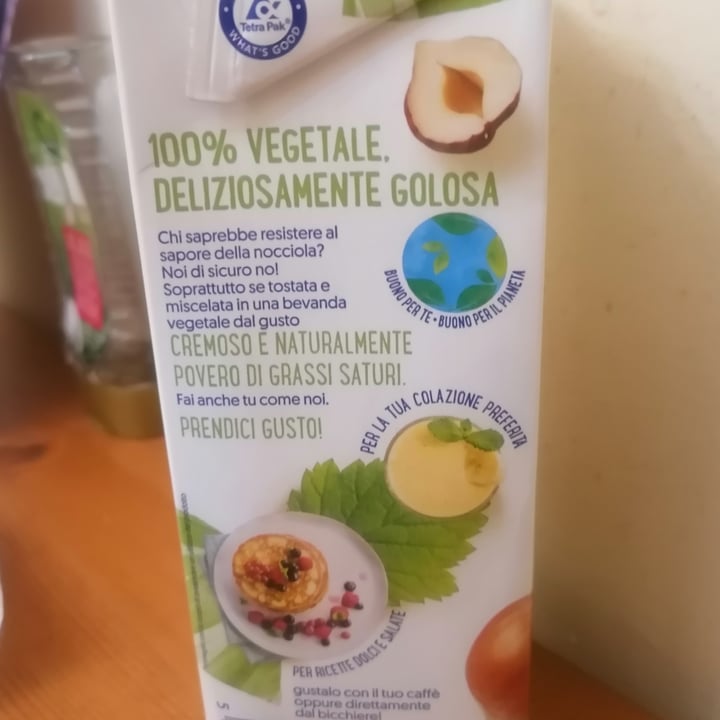 Tetra Pak®
WHAT'S GOOD
100% VEGETALE,
DELIZIOSAMENTE GOLOSA
Chi saprebbe resistere al
sapore della nocciola?
Noi di sicuro no!
Soprattutto se tostata e
miscelata in una bevanda
vegetale dal gusto
CREMOSO E NATURALMENTE
POVERO DI GRASSI SATURI.
Fai anche tu come noi.
PRENDICI GUSTO!
BUONO PER TE • BUONO PER IL PIANETA
PER LA TUA COLAZIONE PREFERITA
PER RICETTE DOLCI E SALATE
gustalo con il tuo caffè
oppure direttamente
dal bicchiere!